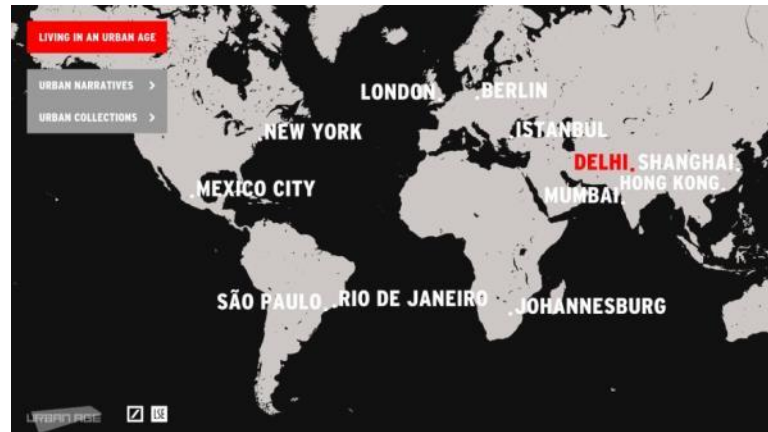 LIVING IN AN URBAN AGE
URBAN NARRATIVES >
URBAN COLLECTIONS >
LONDON
BERLIN
NEW YORK
ISTANBUL
DELHI
SHANGHAI
HONG KONG
MUMBAI
MEXICO CITY
SÃO PAULO
RIO DE JANEIRO
JOHANNESBURG
URBAN AGE
LSE